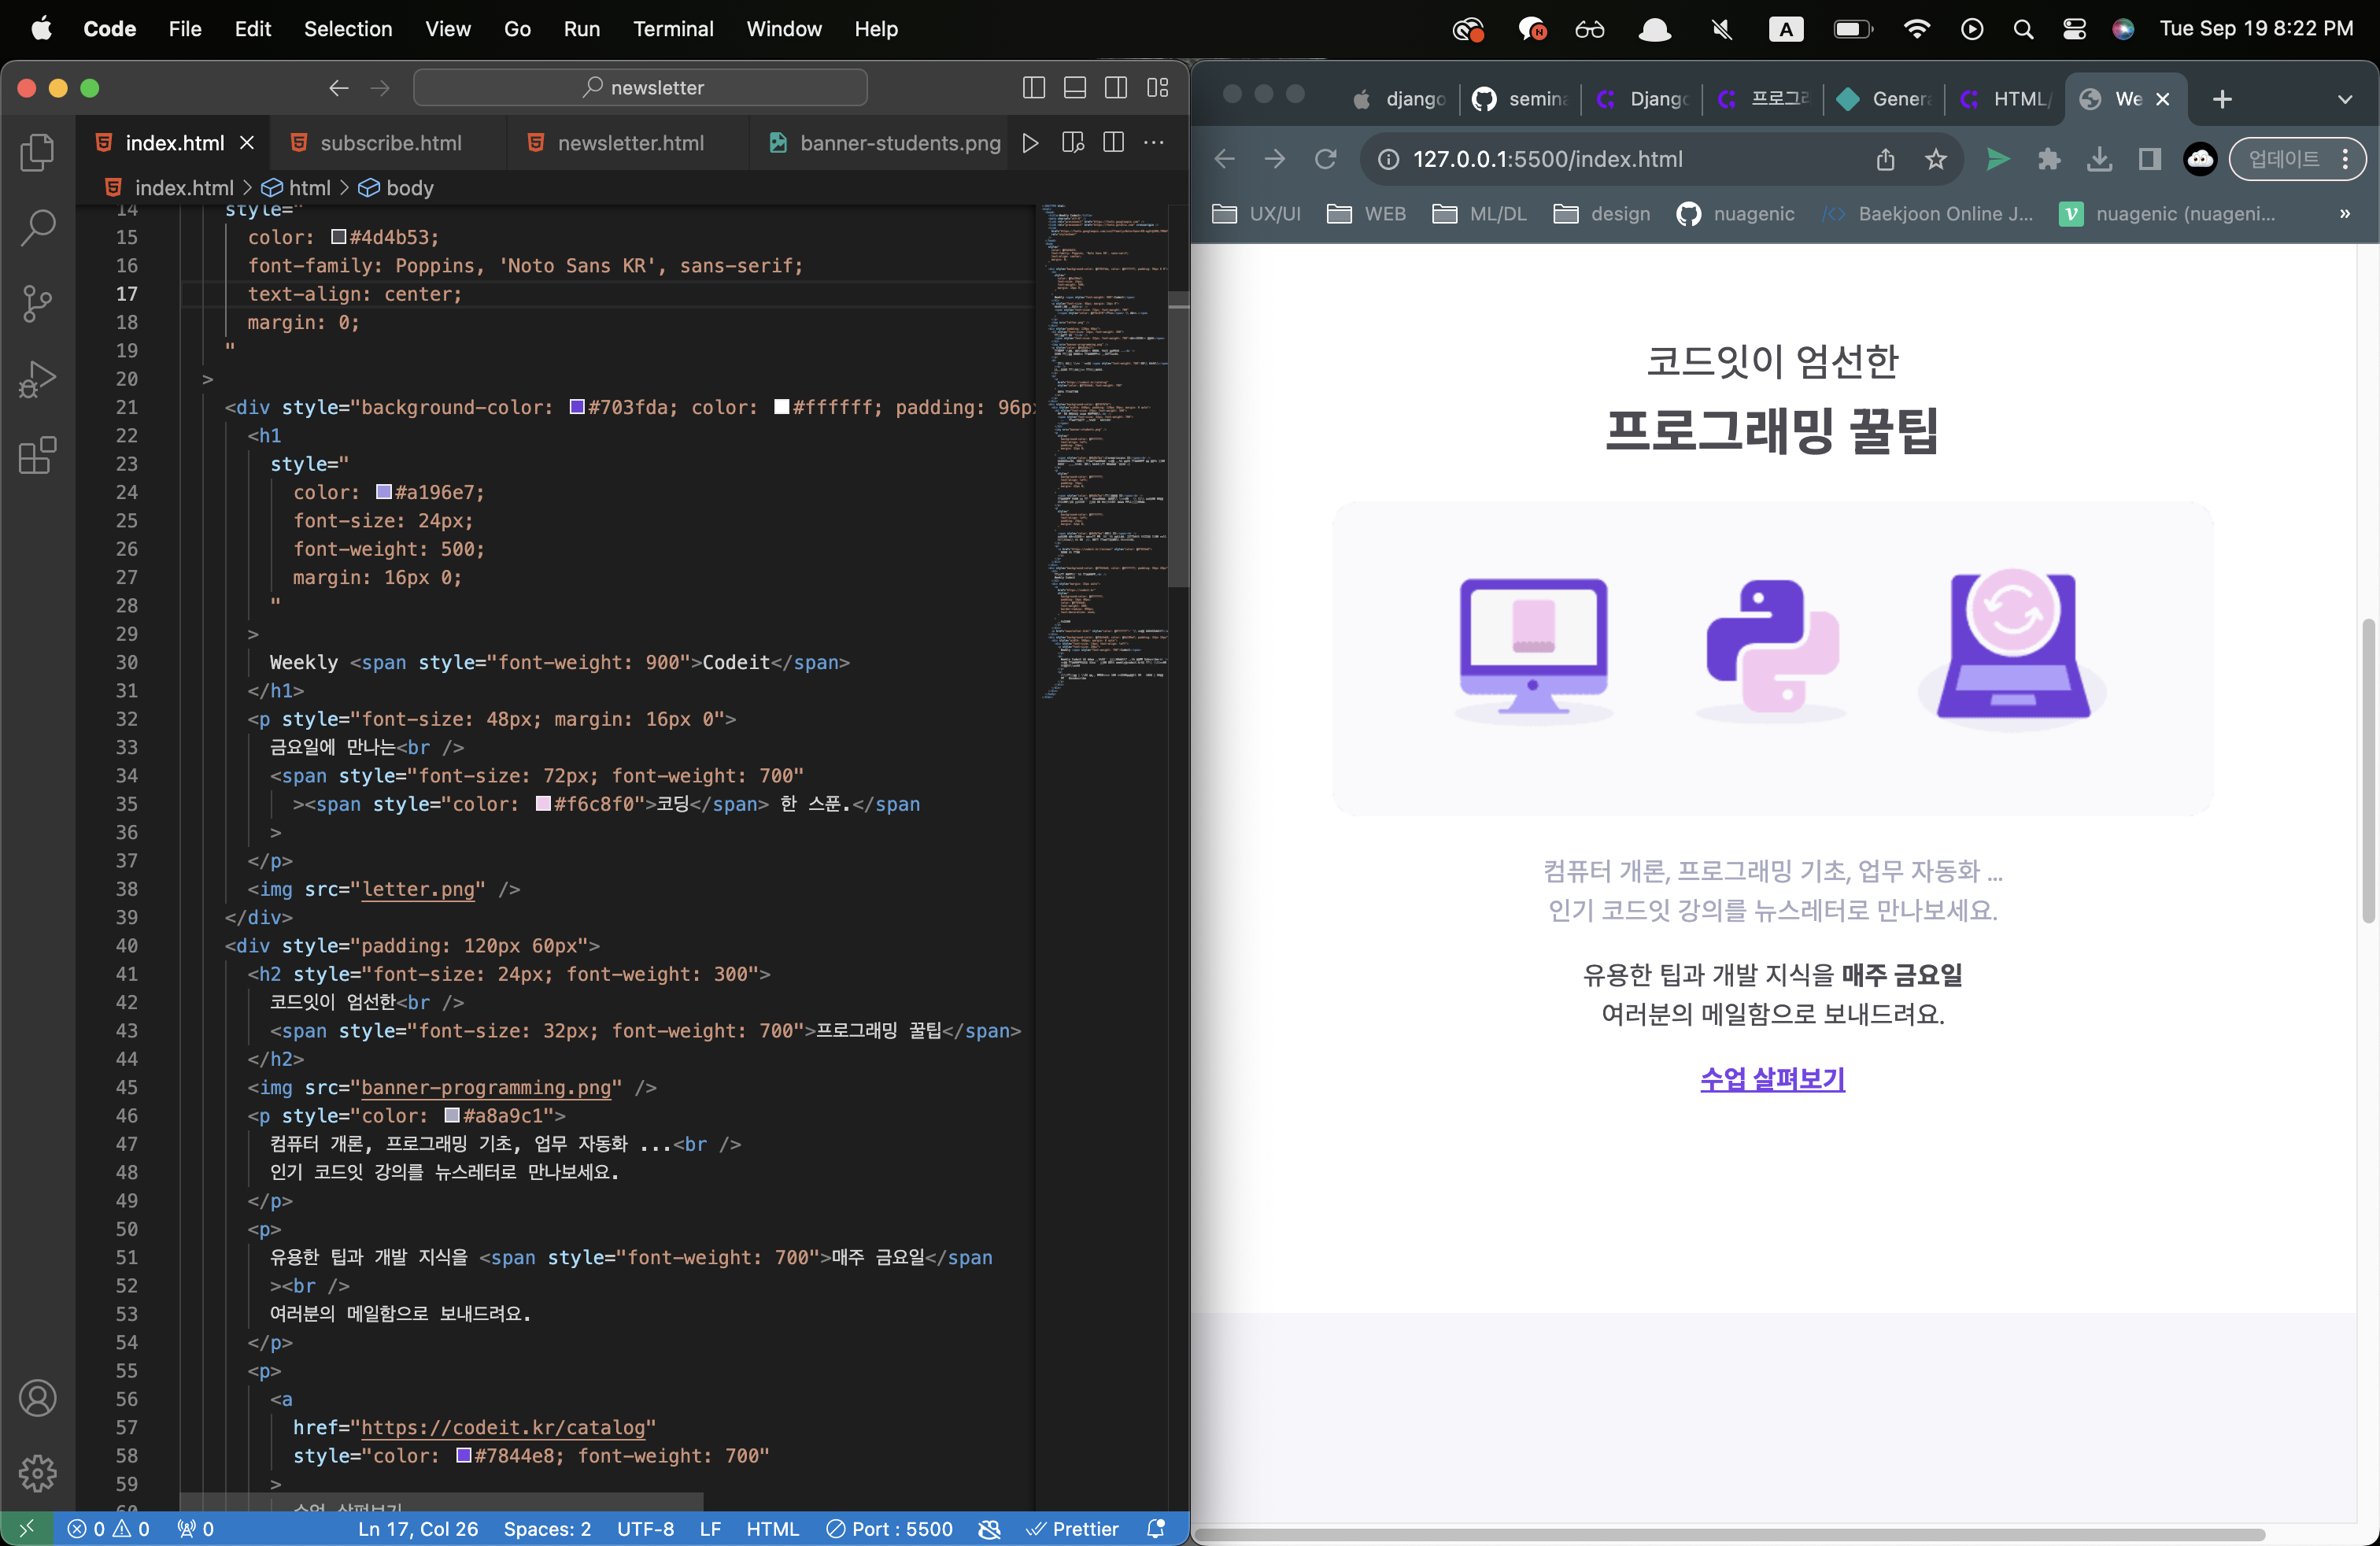 Code File Edit Selection View Go Run Terminal Window Help
A
Tue Sep 19 8:22 PM
newsletter
index.html
subscribe.html
newsletter.html
banner-students.png
index.html > html > body
14 style="
15 color: #4d4b53;
16 font-family: Poppins, 'Noto Sans KR', sans-serif;
17 text-align: center;
18 margin: 0;
19 "
20 >
21 <div style="background-color: #703fda; color: #ffffff; padding: 96px
22 <h1
23 style="
24 color: #a196e7;
25 font-size: 24px;
26 font-weight: 500;
27 margin: 16px 0;
28 "
29 >
30 Weekly <span style="font-weight: 900">Codeit</span>
31 </h1>
32 <p style="font-size: 48px; margin: 16px 0">
33 금요일에 만나는<br />
34 <span style="font-size: 72px; font-weight: 700"
35 ><span style="color: #f6c8f0">코딩</span> 한 스푼.</span
36 >
37 </p>
38 <img src="letter.png" />
39 </div>
40 <div style="padding: 120px 60px">
41 <h2 style="font-size: 24px; font-weight: 300">
42 코드잇이 엄선한<br />
43 <span style="font-size: 32px; font-weight: 700">프로그래밍 꿀팁</span>
44 </h2>
45 <img src="banner-programming.png" />
46 <p style="color: #a8a9c1">
47 컴퓨터 개론, 프로그래밍 기초, 업무 자동화 ...<br />
48 인기 코드잇 강의를 뉴스레터로 만나보세요.
49 </p>
50 <p>
51 유용한 팁과 개발 지식을 <span style="font-weight: 700">매주 금요일</span
52 ><br />
53 여러분의 메일함으로 보내드려요.
54 </p>
55 <p>
56 <a
57 href="https://codeit.kr/catalog"
58 style="color: #7844e8; font-weight: 700"
59 >
60 수업 살펴보기
0 0 0
Ln 17, Col 26 Spaces: 2 UTF-8 LF HTML Port : 5500 Prettier
django
semina
Django
프로그래
Genera
HTML/
We
127.0.0.1:5500/index.html
업데이트
UX/UI
WEB
ML/DL
design
nuagenic
</> Baekjoon Online J...
v nuagenic (nuageni...
»
코드잇이 엄선한
프로그래밍 꿀팁
컴퓨터 개론, 프로그래밍 기초, 업무 자동화 ...
인기 코드잇 강의를 뉴스레터로 만나보세요.
유용한 팁과 개발 지식을 매주 금요일
여러분의 메일함으로 보내드려요.
수업 살펴보기